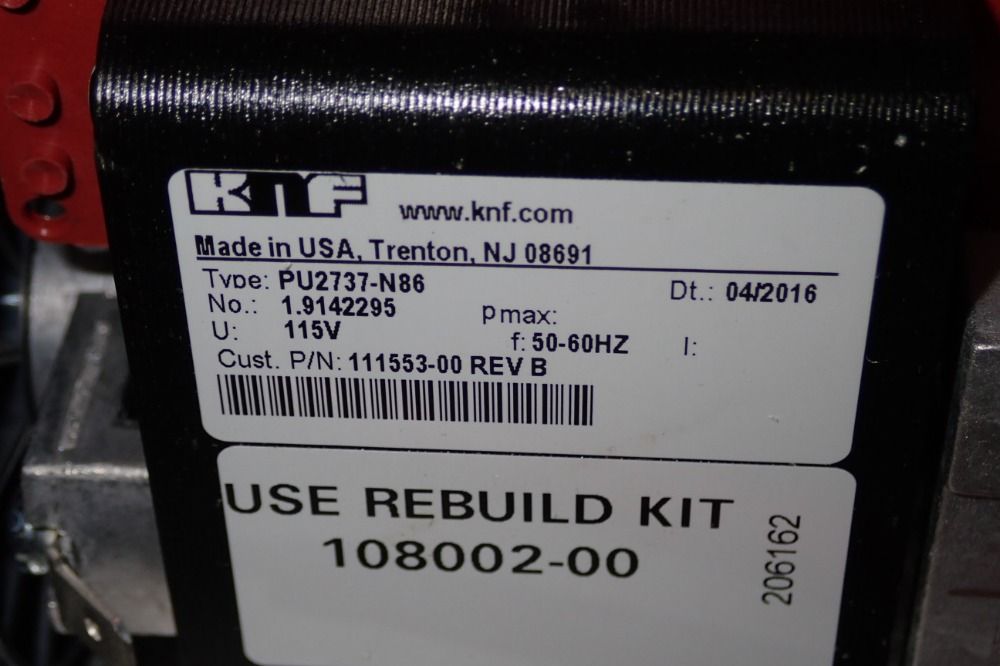 KNF www.knf.com
Made in USA, Trenton, NJ 08691
Type: PU2737-N86 Dt.: 04/2016
No.: 1.9142295 pmax:
U: 115V f: 50-60HZ I:
Cust. P/N: 111553-00 REV B
USE REBUILD KIT
108002-00
206162